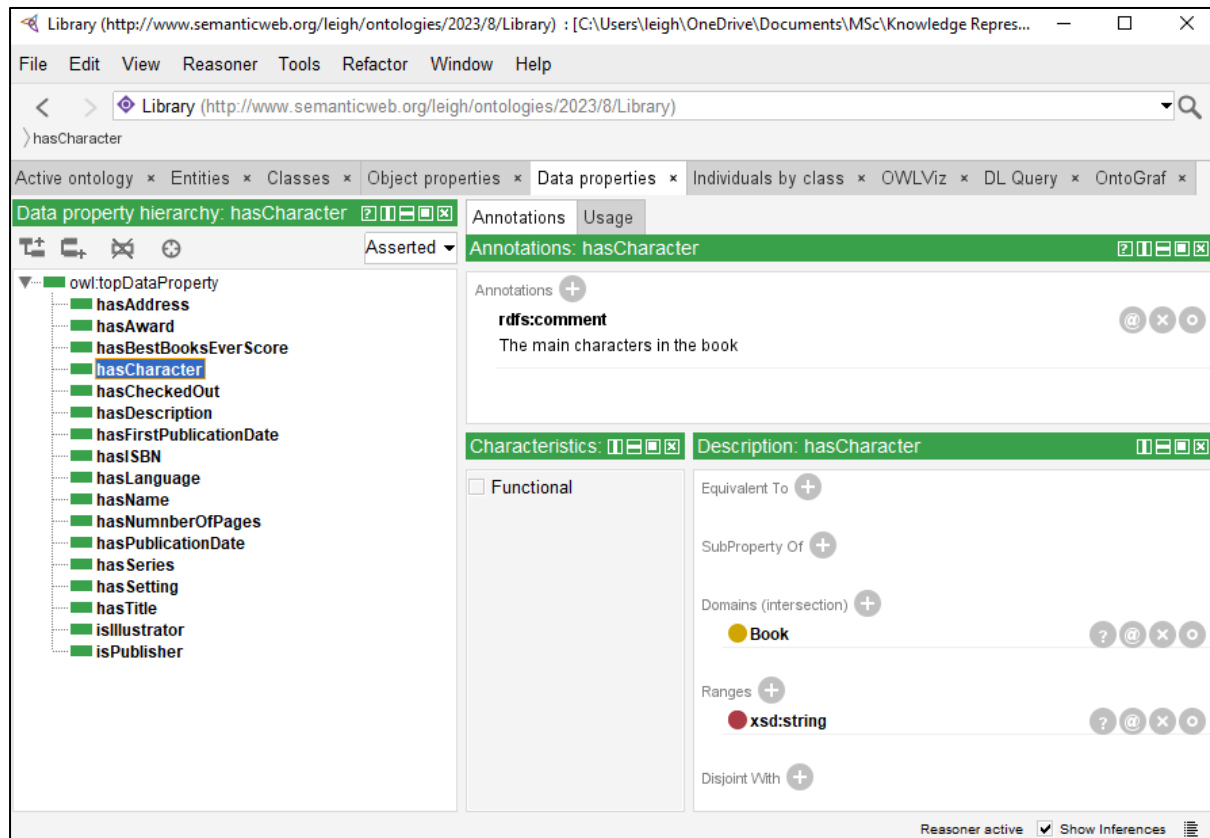 Library (http://www.semanticweb.org/leigh/ontologies/2023/8/Library) : [C:\Users\leigh\OneDrive\Documents\MSc\Knowledge Repres...
File Edit View Reasoner Tools Refactor Window Help
Library (http://www.semanticweb.org/leigh/ontologies/2023/8/Library)
hasCharacter
Active ontology × Entities × Classes × Object properties × Data properties × Individuals by class × OWLViz × DL Query × OntoGraf ×
Data property hierarchy: hasCharacter
Asserted
owl:topDataProperty
hasAddress
hasAward
hasBestBooksEverScore
hasCharacter
hasCheckedOut
hasDescription
hasFirstPublicationDate
hasISBN
hasLanguage
hasName
hasNumnberOfPages
hasPublicationDate
hasSeries
hasSetting
hasTitle
isIllustrator
isPublisher
Annotations Usage
Annotations: hasCharacter
Annotations
rdfs:comment
The main characters in the book
Characteristics:
Functional
Description: hasCharacter
Equivalent To
SubProperty Of
Domains (intersection)
Book
Ranges
xsd:string
Disjoint With
Reasoner active Show Inferences